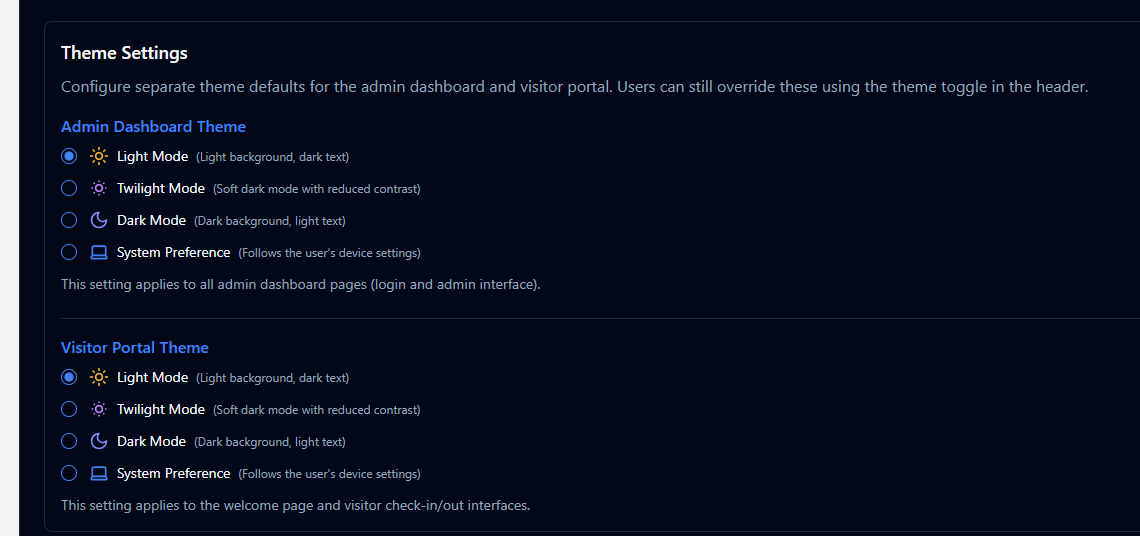 Theme Settings
Configure separate theme defaults for the admin dashboard and visitor portal. Users can still override these using the theme toggle in the header.
Admin Dashboard Theme
Light Mode (Light background, dark text)
Twilight Mode (Soft dark mode with reduced contrast)
Dark Mode (Dark background, light text)
System Preference (Follows the user's device settings)
This setting applies to all admin dashboard pages (login and admin interface).
Visitor Portal Theme
Light Mode (Light background, dark text)
Twilight Mode (Soft dark mode with reduced contrast)
Dark Mode (Dark background, light text)
System Preference (Follows the user's device settings)
This setting applies to the welcome page and visitor check-in/out interfaces.